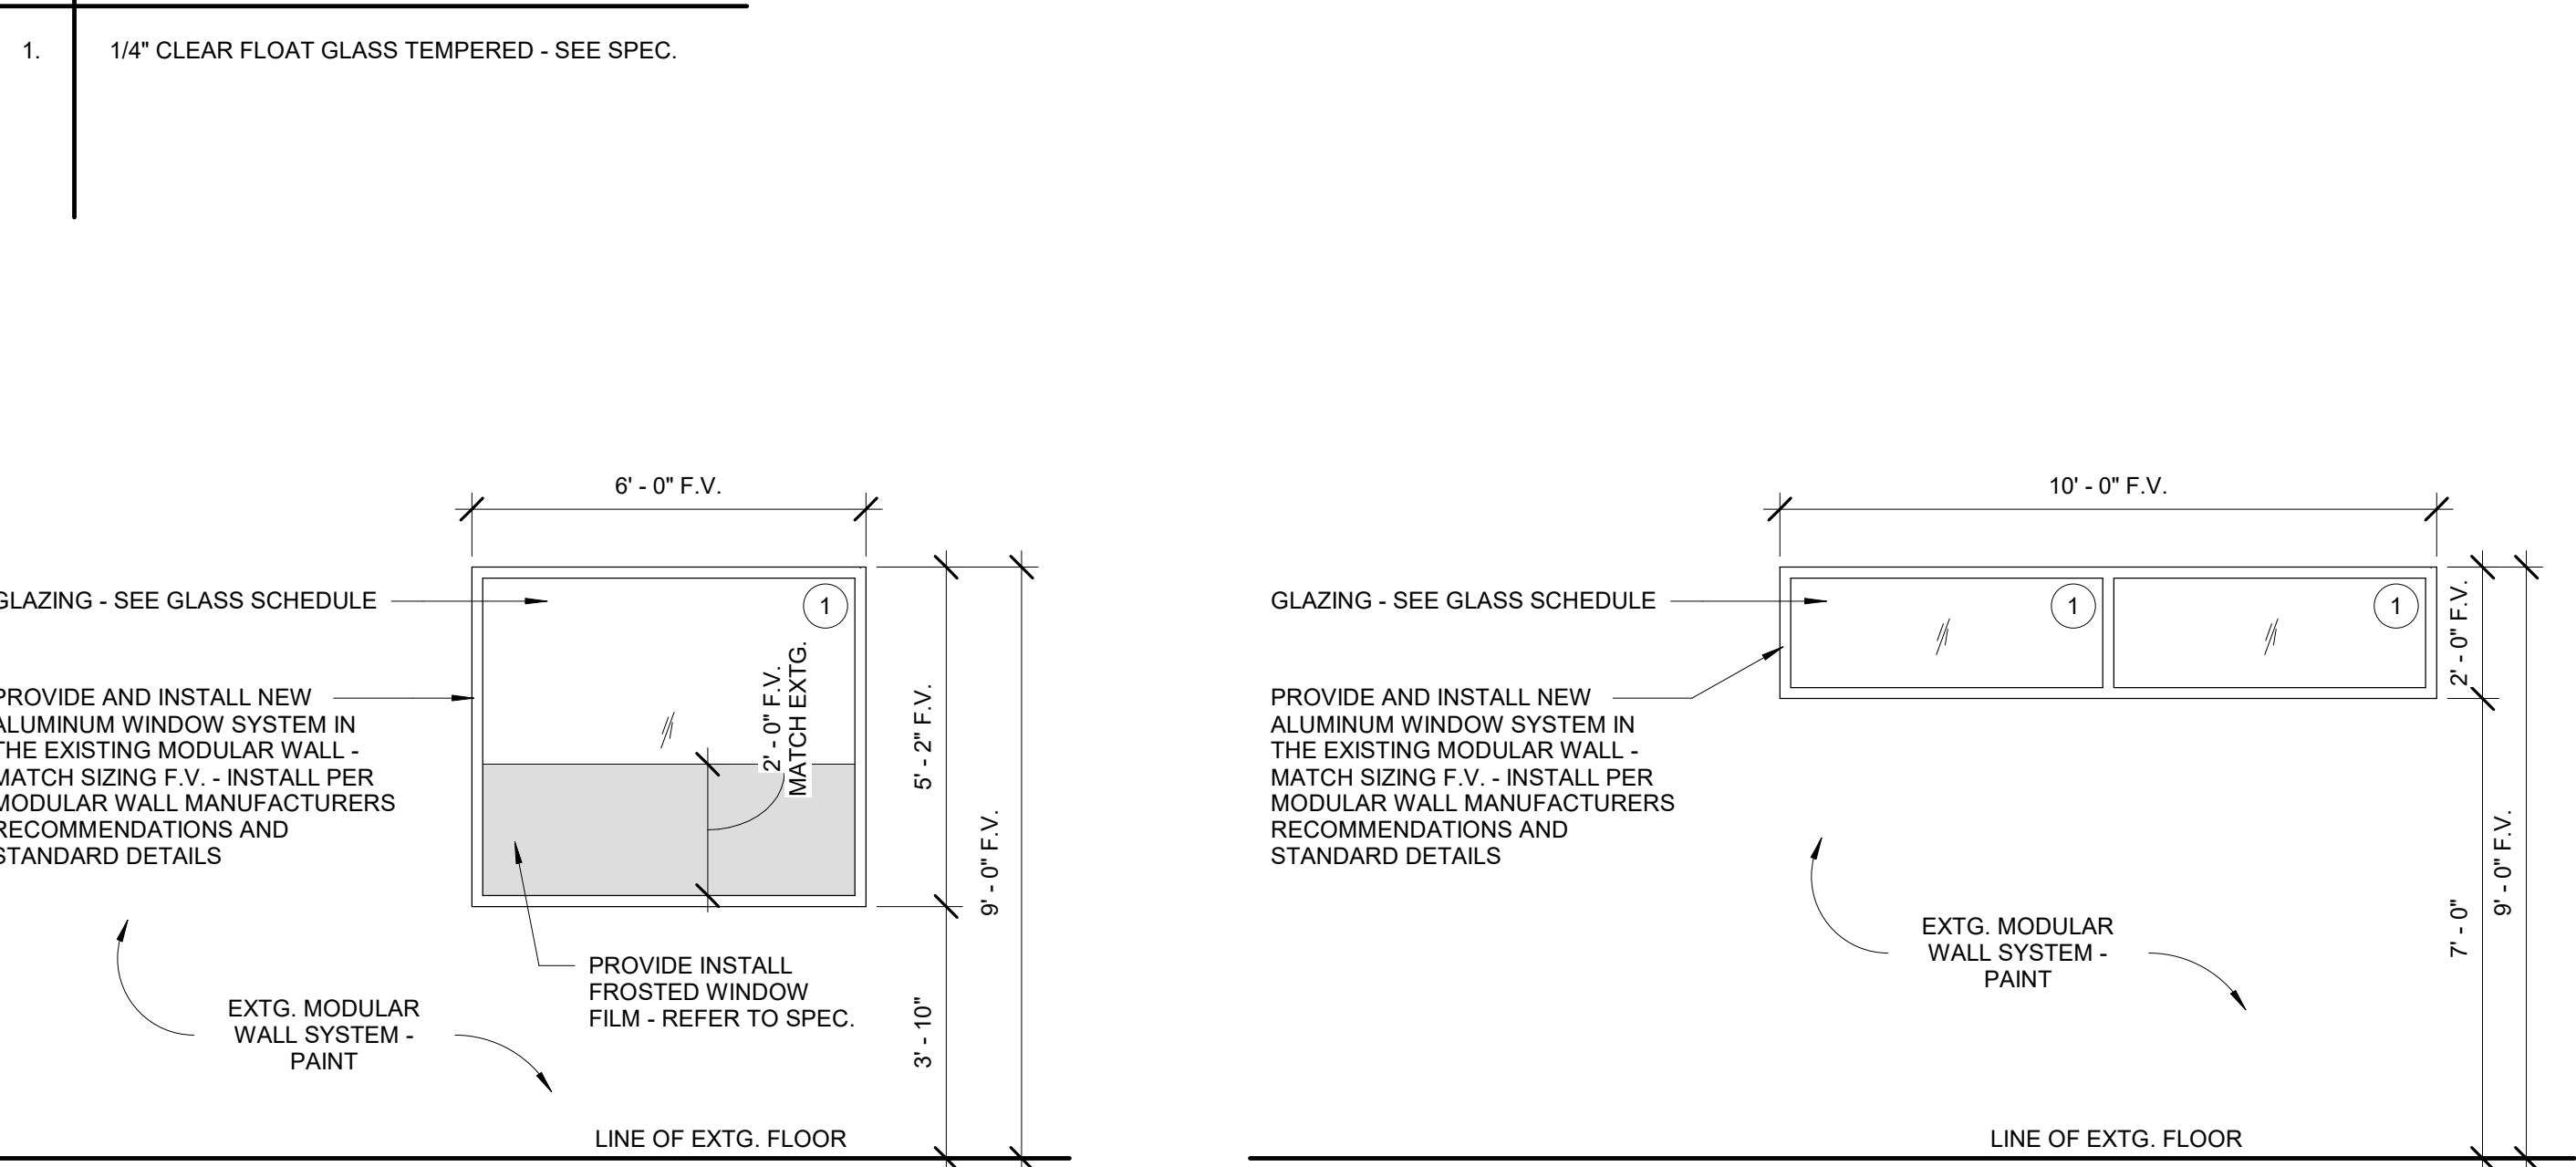 1.
1/4" CLEAR FLOAT GLASS TEMPERED - SEE SPEC.
6' - 0" F.V.
GLAZING - SEE GLASS SCHEDULE
1
PROVIDE AND INSTALL NEW
ALUMINUM WINDOW SYSTEM IN
THE EXISTING MODULAR WALL -
MATCH SIZING F.V. - INSTALL PER
MODULAR WALL MANUFACTURERS
RECOMMENDATIONS AND
STANDARD DETAILS
2' - 0" F.V.
MATCH EXTG.
5' - 2" F.V.
9' - 0" F.V.
3' - 10"
PROVIDE INSTALL
FROSTED WINDOW
FILM - REFER TO SPEC.
EXTG. MODULAR
WALL SYSTEM -
PAINT
LINE OF EXTG. FLOOR
10' - 0" F.V.
GLAZING - SEE GLASS SCHEDULE
1
1
2' - 0" F.V.
PROVIDE AND INSTALL NEW
ALUMINUM WINDOW SYSTEM IN
THE EXISTING MODULAR WALL -
MATCH SIZING F.V. - INSTALL PER
MODULAR WALL MANUFACTURERS
RECOMMENDATIONS AND
STANDARD DETAILS
9' - 0" F.V.
7' - 0"
EXTG. MODULAR
WALL SYSTEM -
PAINT
LINE OF EXTG. FLOOR